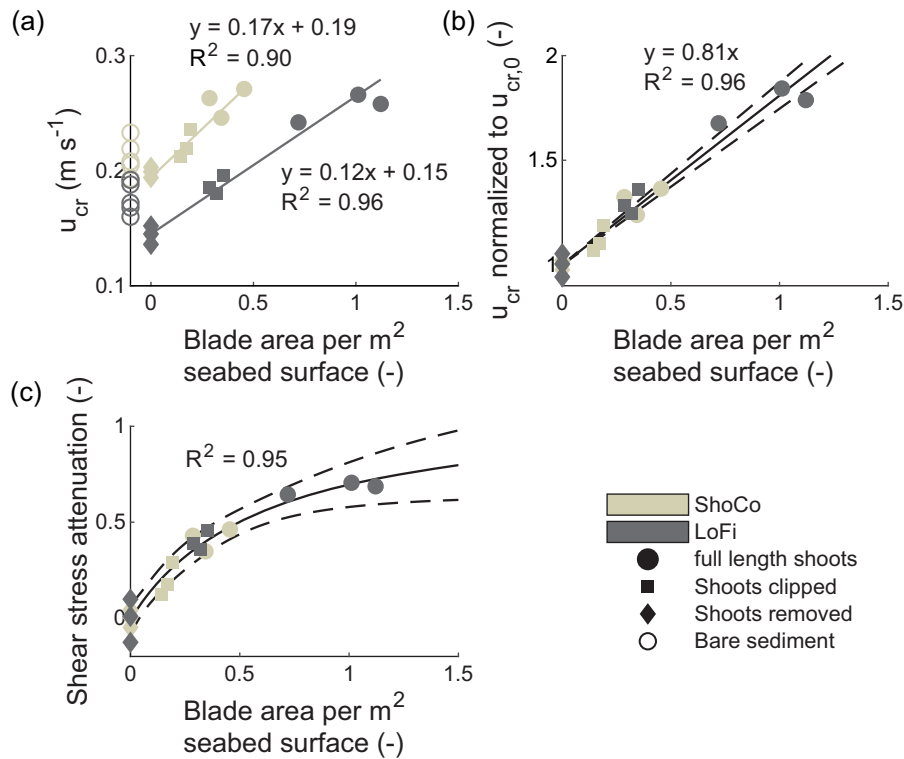 (a)
y = 0.17x + 0.19
R² = 0.90
0.3
0.2
0.1
u_cr (m s⁻¹)
y = 0.12x + 0.15
R² = 0.96
0
0.5
1
1.5
Blade area per m²
seabed surface (-)
(b)
y = 0.81x
R² = 0.96
2
1.5
1
u_cr normalized to u_cr,0 (-)
0
0.5
1
1.5
Blade area per m²
seabed surface (-)
(c)
R² = 0.95
1
0.5
0
Shear stress attenuation (-)
0
0.5
1
1.5
Blade area per m²
seabed surface (-)
ShoCo
LoFi
full length shoots
Shoots clipped
Shoots removed
Bare sediment